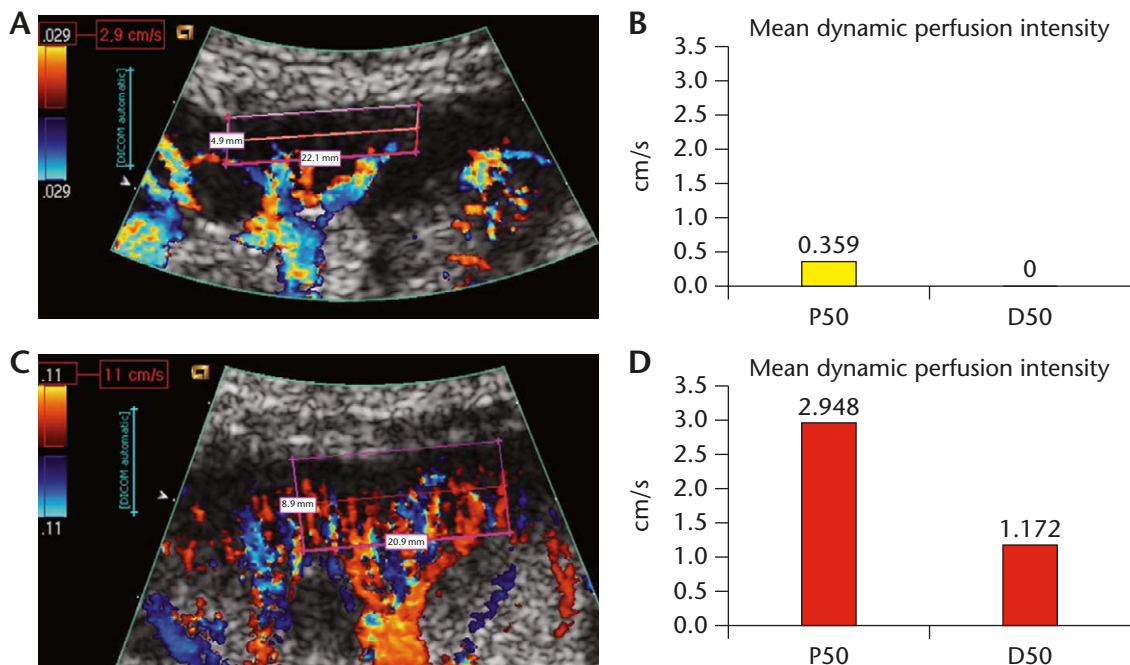 A
.029
2.9 cm/s
[DICOM automatic]
4.9 mm
22.1 mm
.029
B
Mean dynamic perfusion intensity
cm/s
3.5
3.0
2.5
2.0
1.5
1.0
0.5
0.0
0.359
0
P50
D50
C
.11
11 cm/s
[DICOM automatic]
8.9 mm
20.9 mm
.11
D
Mean dynamic perfusion intensity
cm/s
3.5
3.0
2.5
2.0
1.5
1.0
0.5
0.0
2.948
1.172
P50
D50